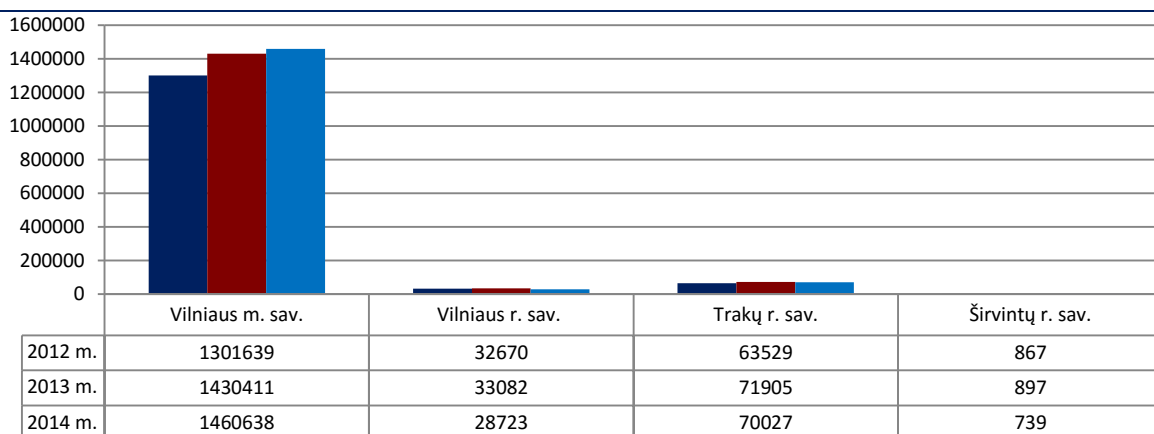 1600000
1400000
1200000
1000000
800000
600000
400000
200000
0
Vilniaus m. sav. Vilniaus r. sav. Trakų r. sav. Širvintų r. sav.
2012 m. 1301639 32670 63529 867
2013 m. 1430411 33082 71905 897
2014 m. 1460638 28723 70027 739